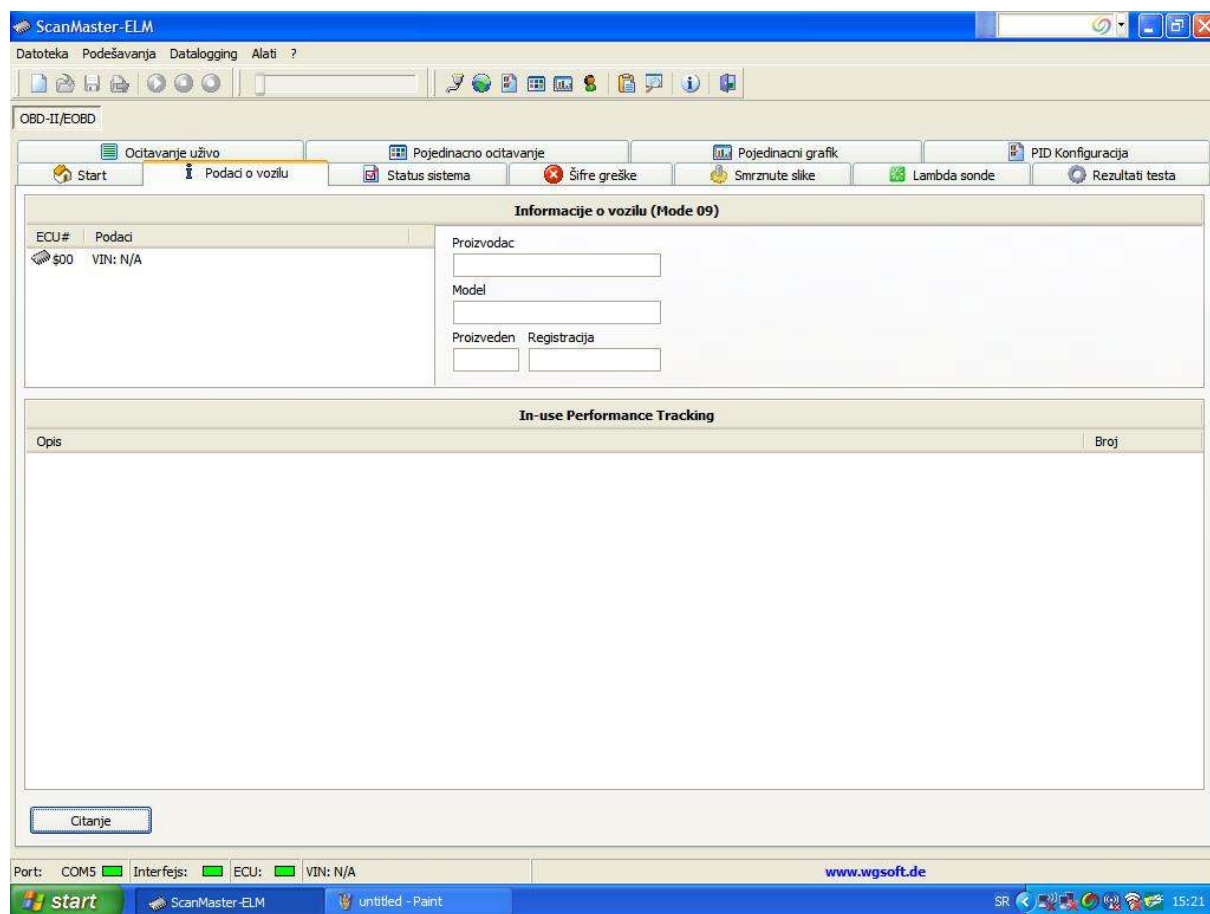 ScanMaster-ELM
Datoteka Podešavanja Datalogging Alati ?
OBD-II/EOBD
Ocitavanje uživo Pojedinacno ocitavanje Pojedinacni grafik PID Konfiguracija
Start Podaci o vozilu Status sistema Šifre greške Smrznute slike Lambda sonde Rezultati testa
Informacije o vozilu (Mode 09)
ECU# Podaci
$00 VIN: N/A
Proizvodac
Model
Proizveden Registracija
In-use Performance Tracking
Opis Broj
Citanje
Port: COM5 Interfejs: ECU: VIN: N/A www.wgsoft.de
start ScanMaster-ELM untitled - Paint SR 15:21